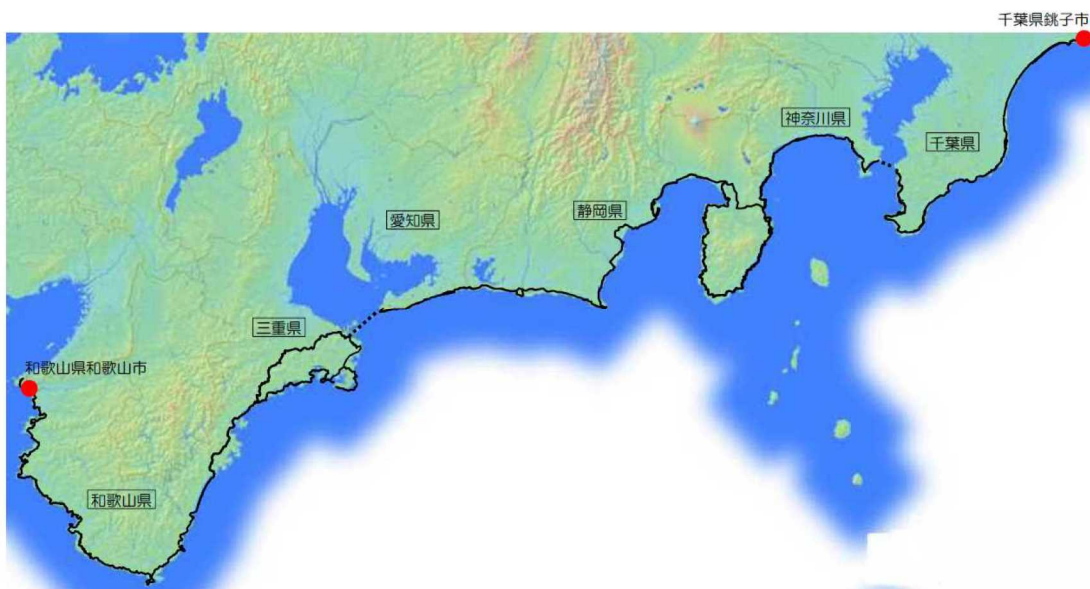 千葉県銚子市
神奈川県
千葉県
静岡県
愛知県
三重県
和歌山県和歌山市
和歌山県